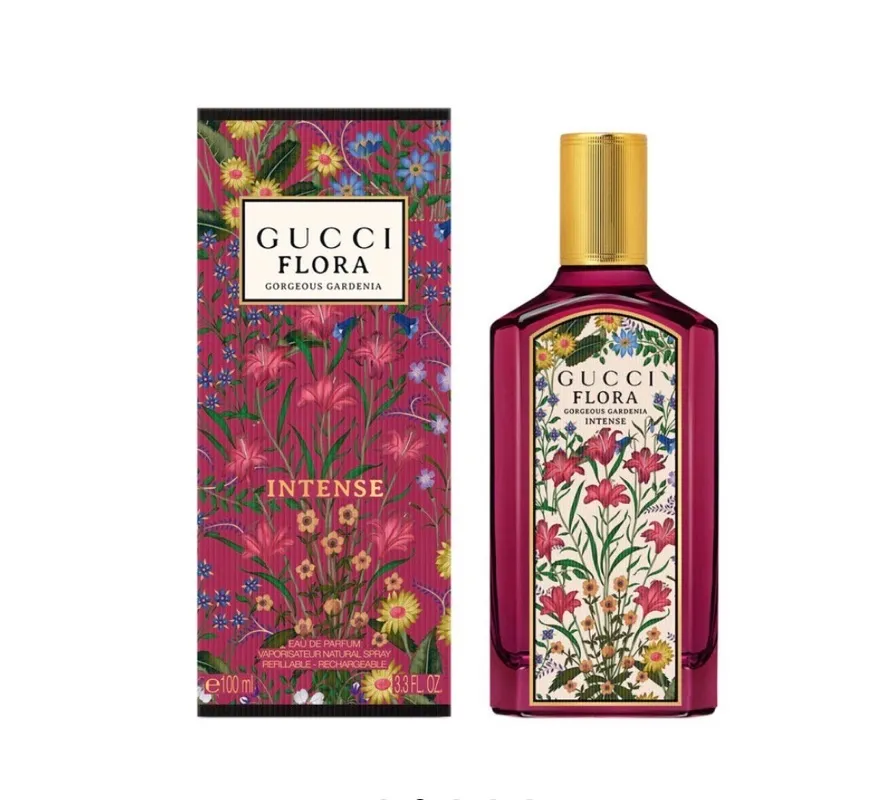 GUCCI
FLORA
GORGEOUS GARDENIA
INTENSE
EAU DE PARFUM
VAPORISATEUR NATURAL SPRAY
REFILLABLE - RECHARGEABLE
℮100 ml
3.3 FL. OZ.
GUCCI
FLORA
GORGEOUS GARDENIA
INTENSE